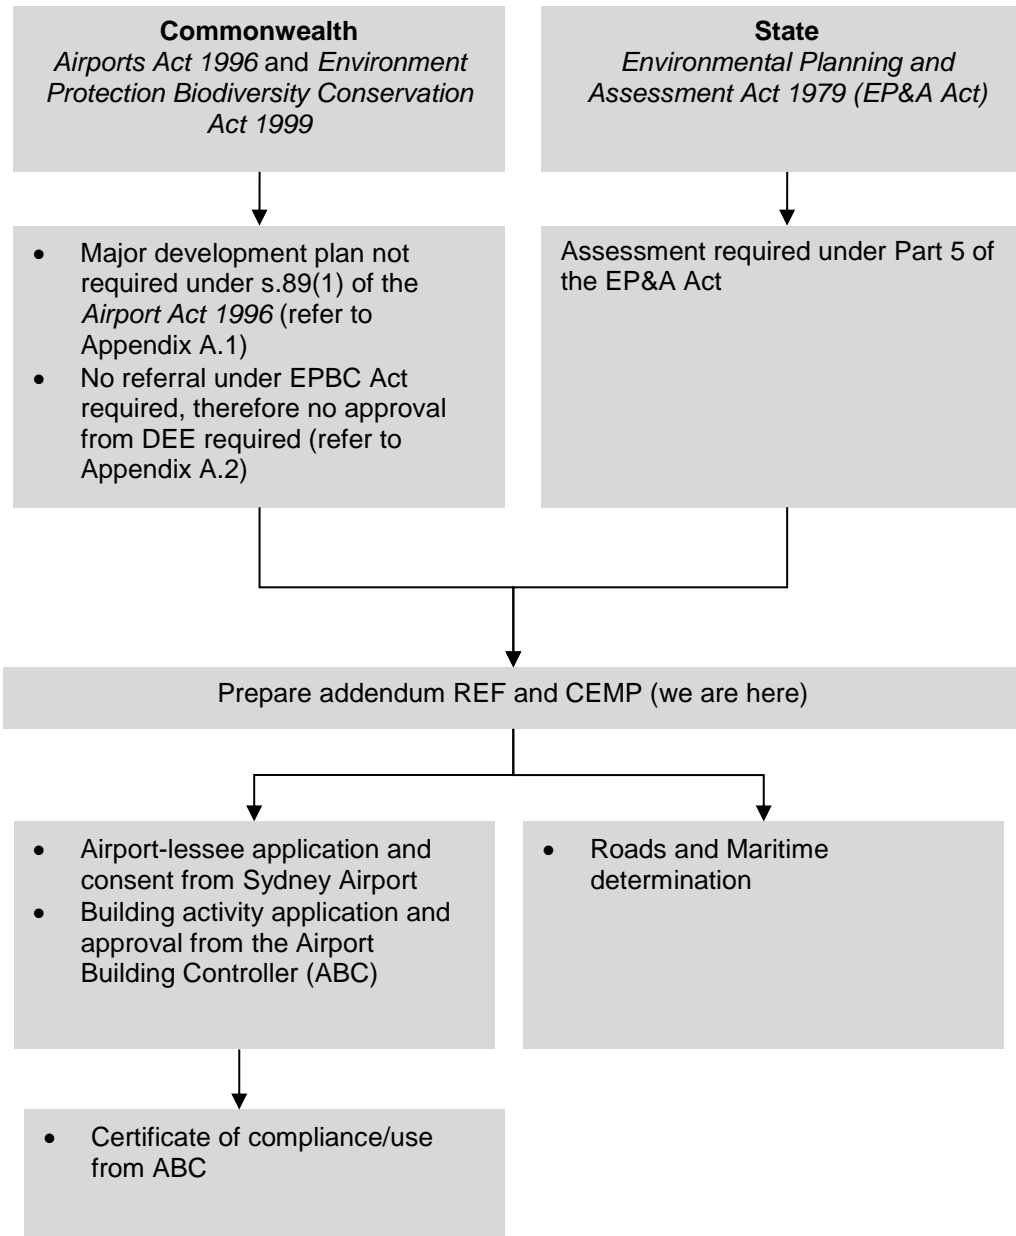 Commonwealth
Airports Act 1996 and Environment
Protection Biodiversity Conservation
Act 1999
State
Environmental Planning and
Assessment Act 1979 (EP&A Act)
• Major development plan not
required under s.89(1) of the
Airport Act 1996 (refer to
Appendix A.1)
• No referral under EPBC Act
required, therefore no approval
from DEE required (refer to
Appendix A.2)
Assessment required under Part 5 of
the EP&A Act
Prepare addendum REF and CEMP (we are here)
• Airport-lessee application and
consent from Sydney Airport
• Building activity application and
approval from the Airport
Building Controller (ABC)
• Roads and Maritime
determination
• Certificate of compliance/use
from ABC